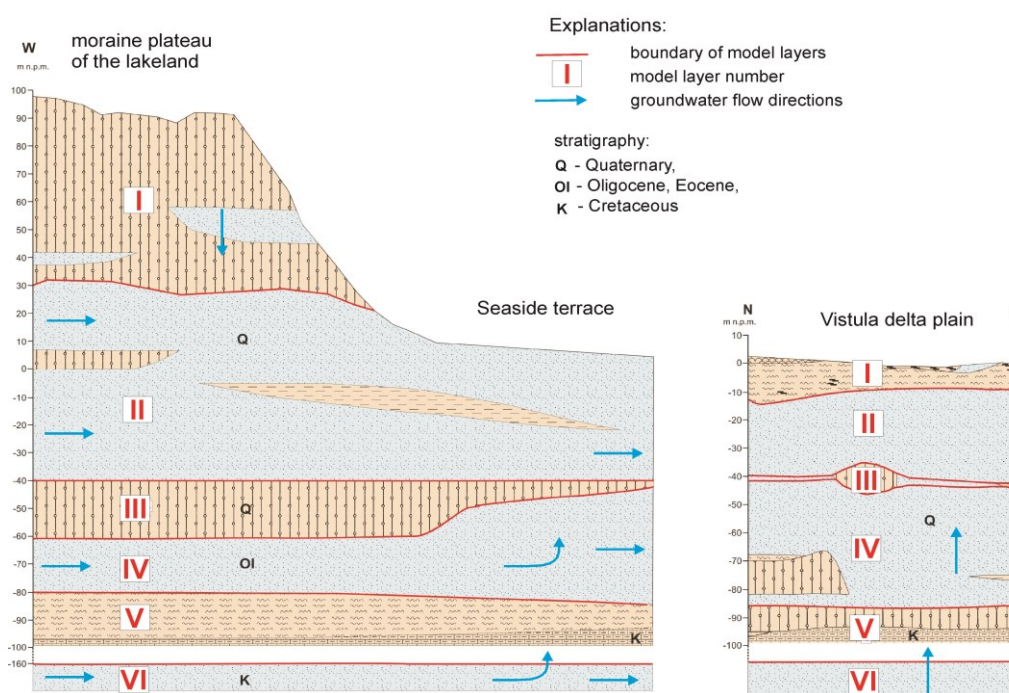 W
m n.p.m.
moraine plateau
of the lakeland
Explanations:
boundary of model layers
I
model layer number
groundwater flow directions
stratigraphy:
Q - Quaternary,
Ol - Oligocene, Eocene,
K - Cretaceous
100
90
80
70
60
50
40
30
20
10
0
-10
-20
-30
-40
-50
-60
-70
-80
-90
-100
-160
I
Q
II
III
Q
IV
Ol
V
K
VI
K
Seaside terrace
N
m n.p.m.
Vistula delta plain
10
0
-10
-20
-30
-40
-60
-70
-80
-90
-100
I
II
III
Q
IV
V
K
VI